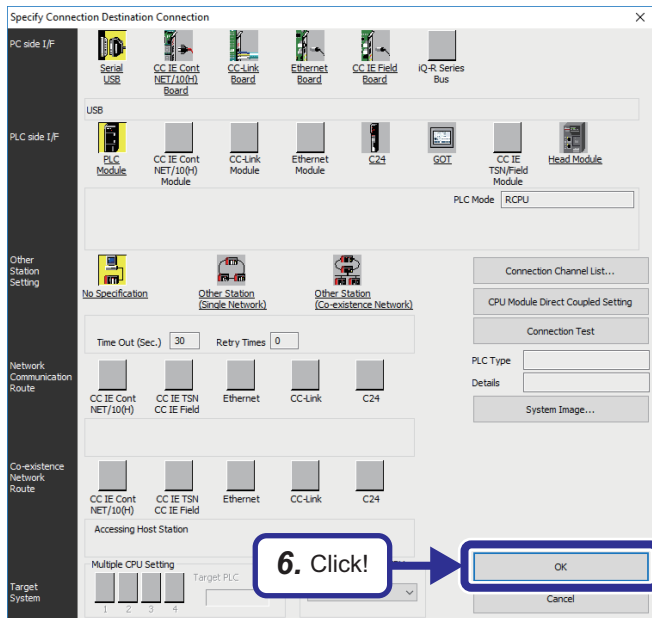 Specify Connection Destination Connection
PC side I/F
Serial
USB
CC IE Cont
NET/10(H)
Board
CC-Link
Board
Ethernet
Board
CC IE Field
Board
iQ-R Series
Bus
USB
PLC side I/F
PLC
Module
CC IE Cont
NET/10(H)
Module
CC-Link
Module
Ethernet
Module
C24
GOT
CC IE
TSN/Field
Module
Head Module
PLC Mode RCPU
Other
Station
Setting
No Specification
Other Station
(Single Network)
Other Station
(Co-existence Network)
Connection Channel List...
CPU Module Direct Coupled Setting
Time Out (Sec.) 30 Retry Times 0
Connection Test
PLC Type
Details
System Image...
Network
Communication
Route
CC IE Cont
NET/10(H)
CC IE TSN
CC IE Field
Ethernet
CC-Link
C24
Co-existence
Network
Route
CC IE Cont
NET/10(H)
CC IE TSN
CC IE Field
Ethernet
CC-Link
C24
Accessing Host Station
6. Click!
OK
Cancel
Target
System
Multiple CPU Setting
Target PLC
1 2 3 4